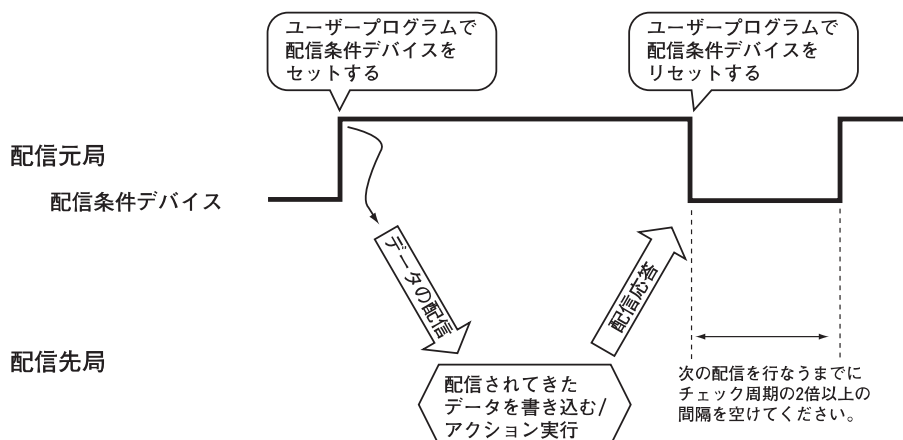 ユーザープログラムで
配信条件デバイスを
セットする
ユーザープログラムで
配信条件デバイスを
リセットする
配信元局
配信条件デバイス
データの配信
配信応答
配信先局
配信されてきた
データを書き込む/
アクション実行
次の配信を行なうまでに
チェック周期の2倍以上の
間隔を空けてください。